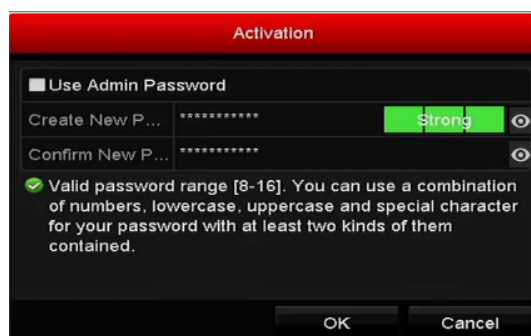 Activation
Use Admin Password
Create New P... *********** Strong
Confirm New P... ***********
Valid password range [8-16]. You can use a combination
of numbers, lowercase, uppercase and special character
for your password with at least two kinds of them
contained.
OK Cancel